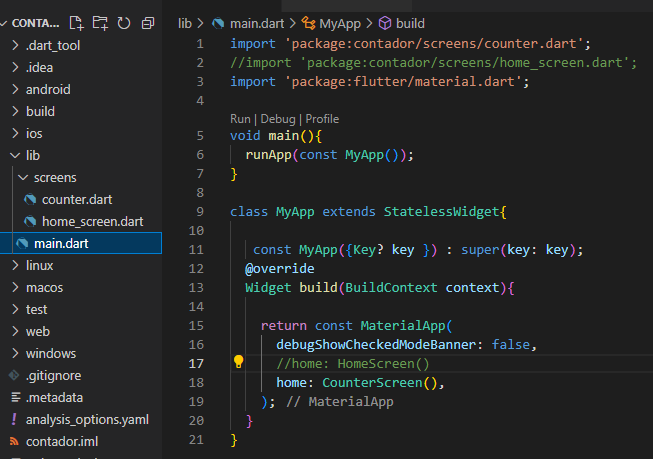 CONTA...
.dart_tool
.idea
android
build
ios
lib
screens
counter.dart
home_screen.dart
main.dart
linux
macos
test
web
windows
.gitignore
.metadata
analysis_options.yaml
contador.iml
lib > main.dart > MyApp > build
1 import 'package:contador/screens/counter.dart';
2 //import 'package:contador/screens/home_screen.dart';
3 import 'package:flutter/material.dart';
4
Run | Debug | Profile
5 void main(){
6 runApp(const MyApp());
7 }
8
9 class MyApp extends StatelessWidget{
10
11 const MyApp({Key? key }) : super(key: key);
12 @override
13 Widget build(BuildContext context){
14
15 return const MaterialApp(
16 debugShowCheckedModeBanner: false,
17 //home: HomeScreen()
18 home: CounterScreen(),
19 ); // MaterialApp
20 }
21 }